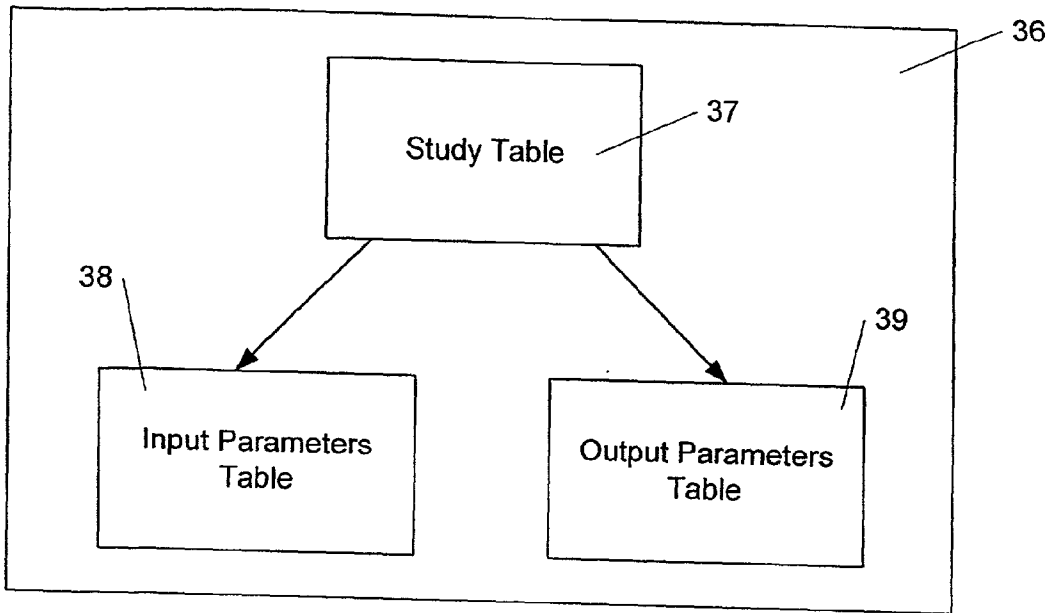 36
37
Study Table
38
39
Input Parameters
Table
Output Parameters
Table